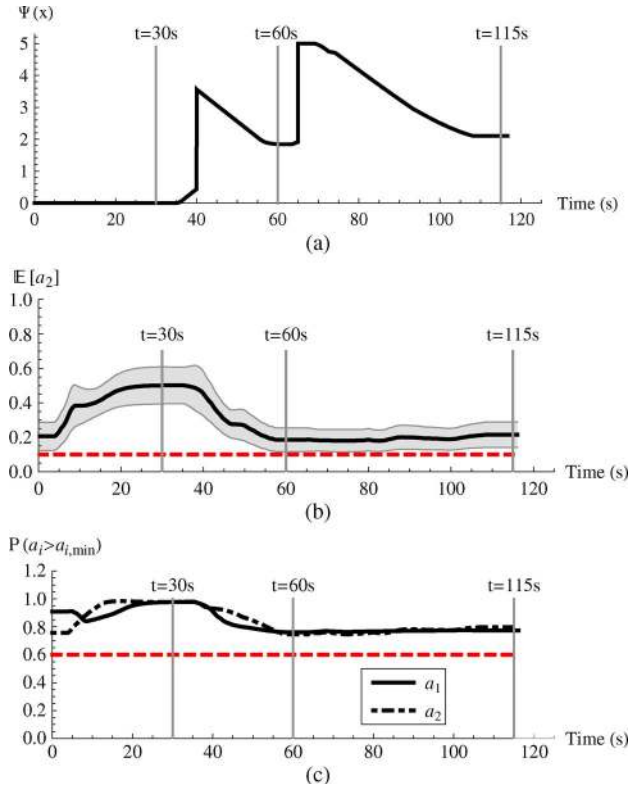 Ψ(x)
t=30s t=60s t=115s
5
4
3
2
1
0
0 20 40 60 80 100 120 Time (s)
(a)
𝔼[a₂]
1.0
0.8
t=30s t=60s t=115s
0.6
0.4
0.2
0.0
0 20 40 60 80 100 120 Time (s)
(b)
P(aᵢ>aᵢ,min)
1.2
t=30s t=60s t=115s
1.0
0.8
0.6
0.4
a₁
0.2
a₂
0.0
0 20 40 60 80 100 120 Time (s)
(c)